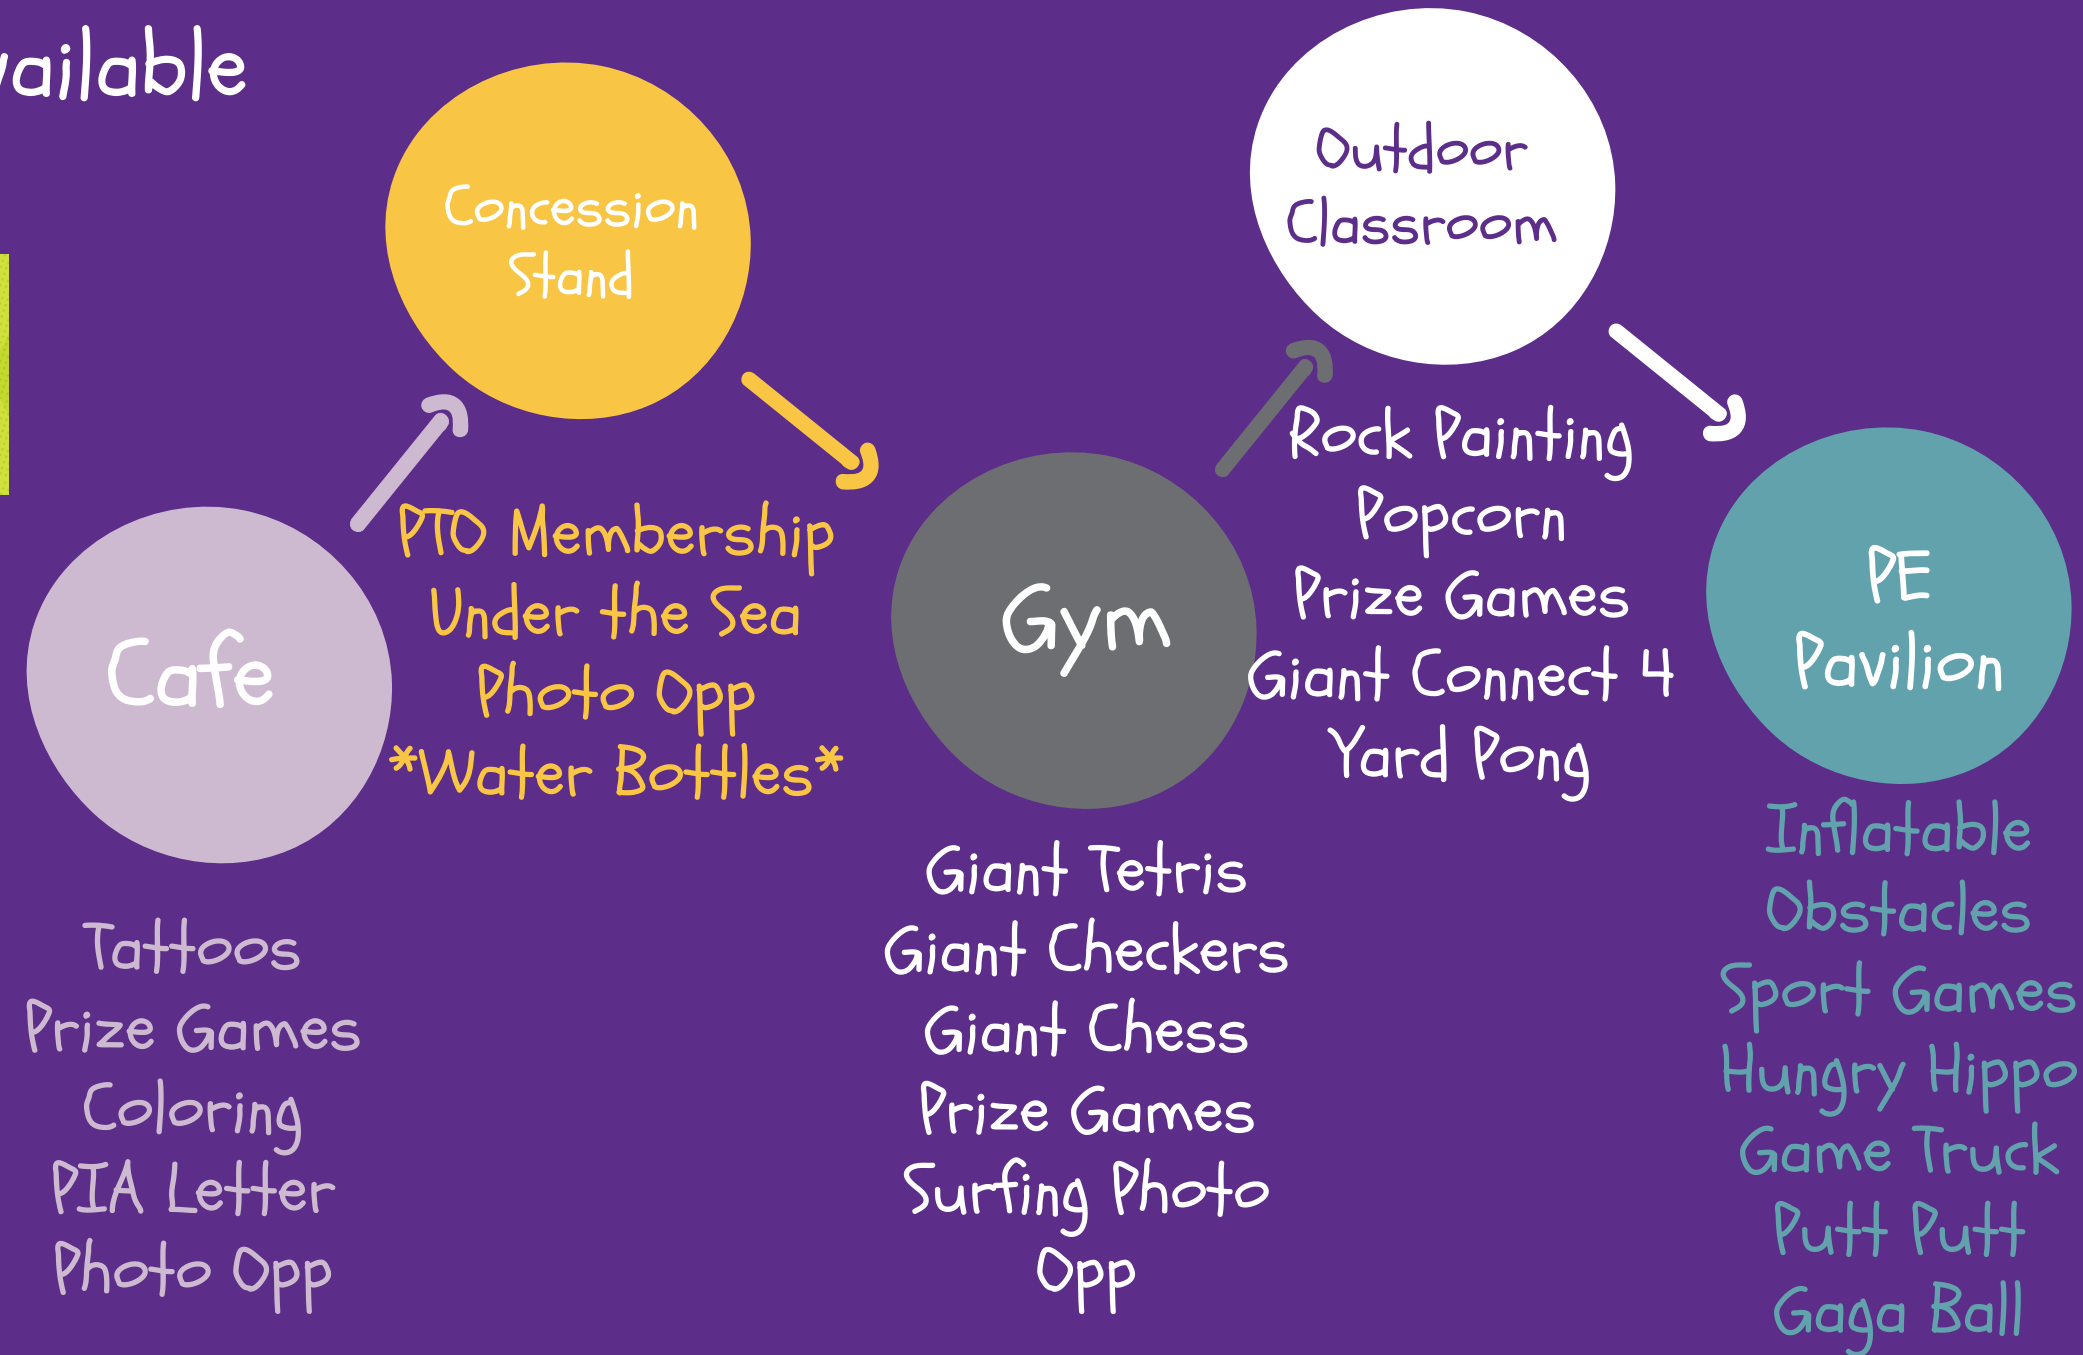 vailable
Concession
Stand
Outdoor
Classroom
Cafe
PTO Membership
Under the Sea
Photo Opp
*Water Bottles*
Gym
Rock Painting
Popcorn
Prize Games
Giant Connect 4
Yard Pong
PE
Pavilion
Tattoos
Prize Games
Coloring
PIA Letter
Photo Opp
Giant Tetris
Giant Checkers
Giant Chess
Prize Games
Surfing Photo
Opp
Inflatable
Obstacles
Sport Games
Hungry Hippo
Game Truck
Putt Putt
Gaga Ball